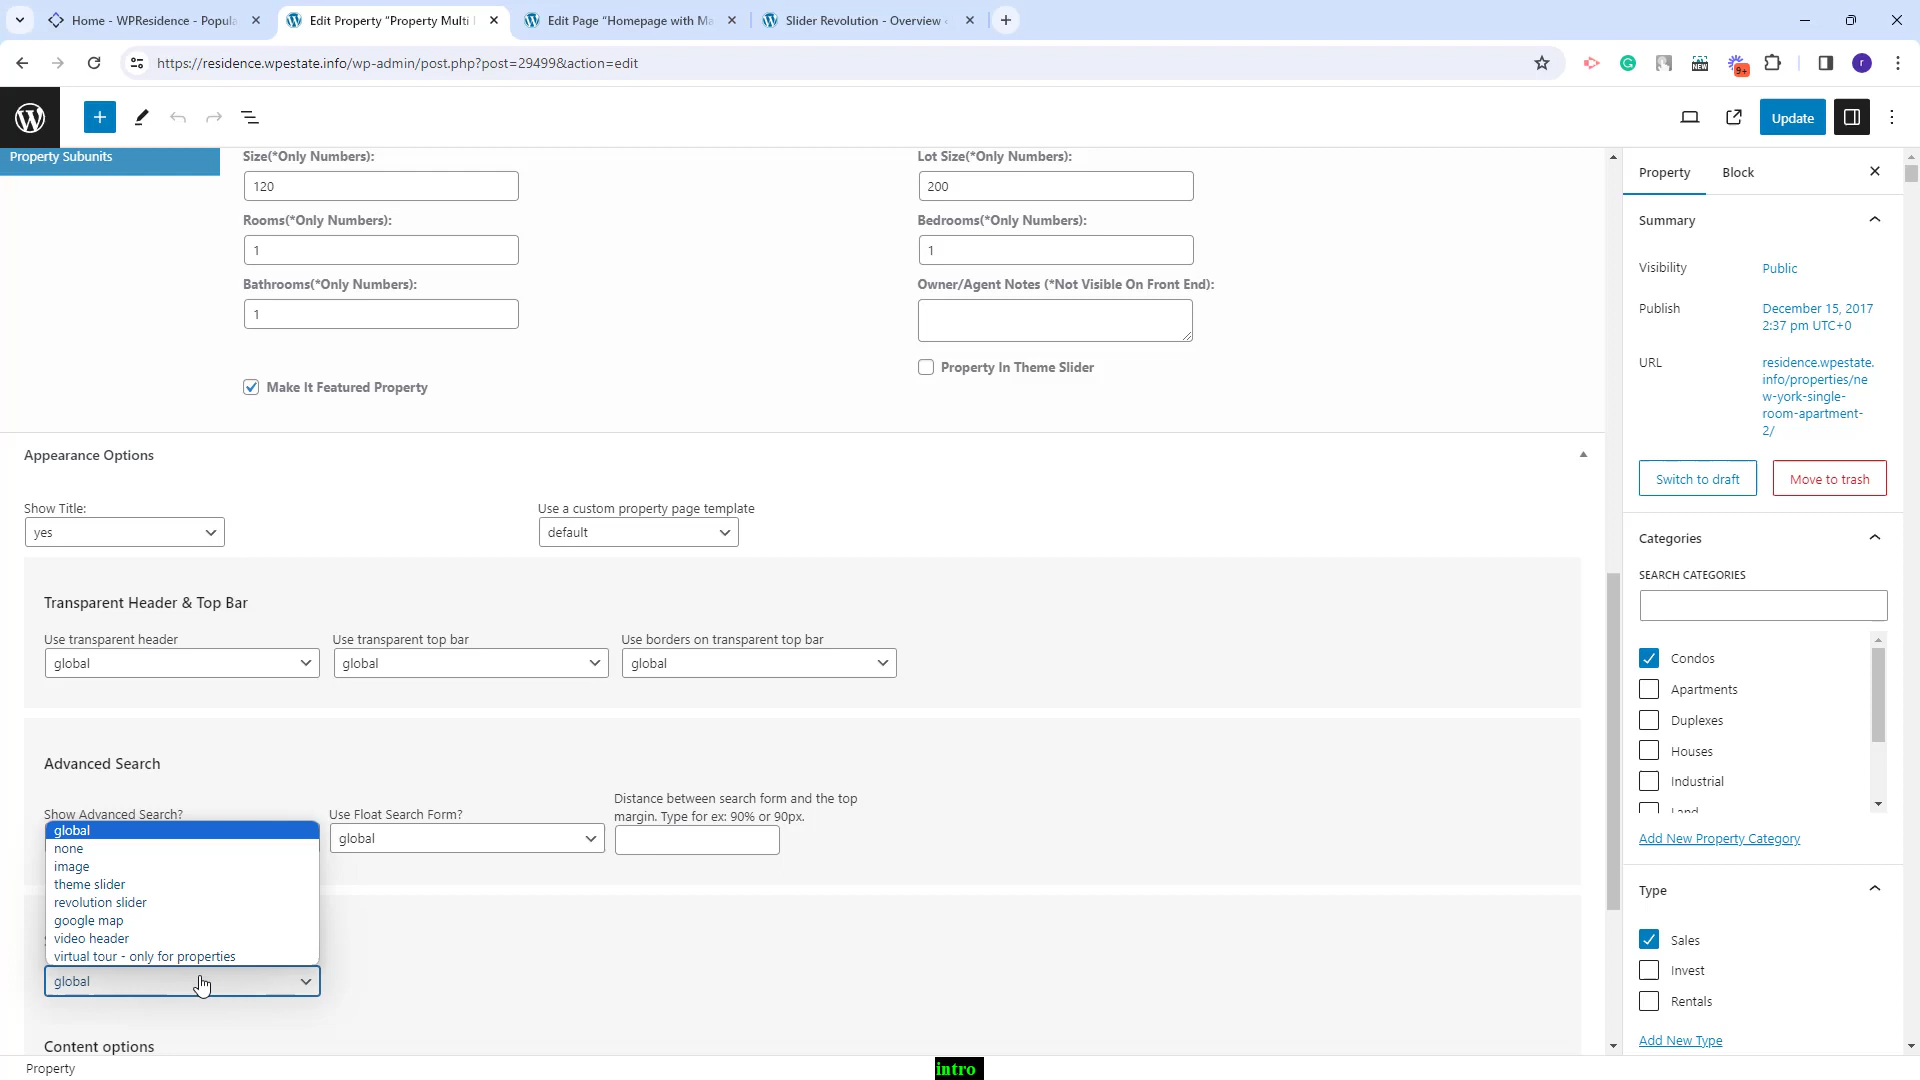 Home - WPResidence - Popula
Edit Property “Property Multi
Edit Page “Homepage with Ma
Slider Revolution - Overview
https://residence.wpestate.info/wp-admin/post.php?post=29499&action=edit
NEW
9+
r
Update
Property Subunits
Size(*Only Numbers):
120
Lot Size(*Only Numbers):
200
Rooms(*Only Numbers):
1
Bedrooms(*Only Numbers):
1
Bathrooms(*Only Numbers):
1
Owner/Agent Notes (*Not Visible On Front End):
Property In Theme Slider
Make It Featured Property
Appearance Options
Show Title:
yes
Use a custom property page template
default
Transparent Header & Top Bar
Use transparent header
global
Use transparent top bar
global
Use borders on transparent top bar
global
Advanced Search
Show Advanced Search?
Use Float Search Form?
global
Distance between search form and the top
margin. Type for ex: 90% or 90px.
global
none
image
theme slider
revolution slider
google map
video header
virtual tour - only for properties
global
Content options
Property
intro
Property
Block
Summary
Visibility
Public
Publish
December 15, 2017
2:37 pm UTC+0
URL
residence.wpestate.
info/properties/ne
w-york-single-
room-apartment-
2/
Switch to draft
Move to trash
Categories
SEARCH CATEGORIES
Condos
Apartments
Duplexes
Houses
Industrial
Land
Add New Property Category
Type
Sales
Invest
Rentals
Add New Type